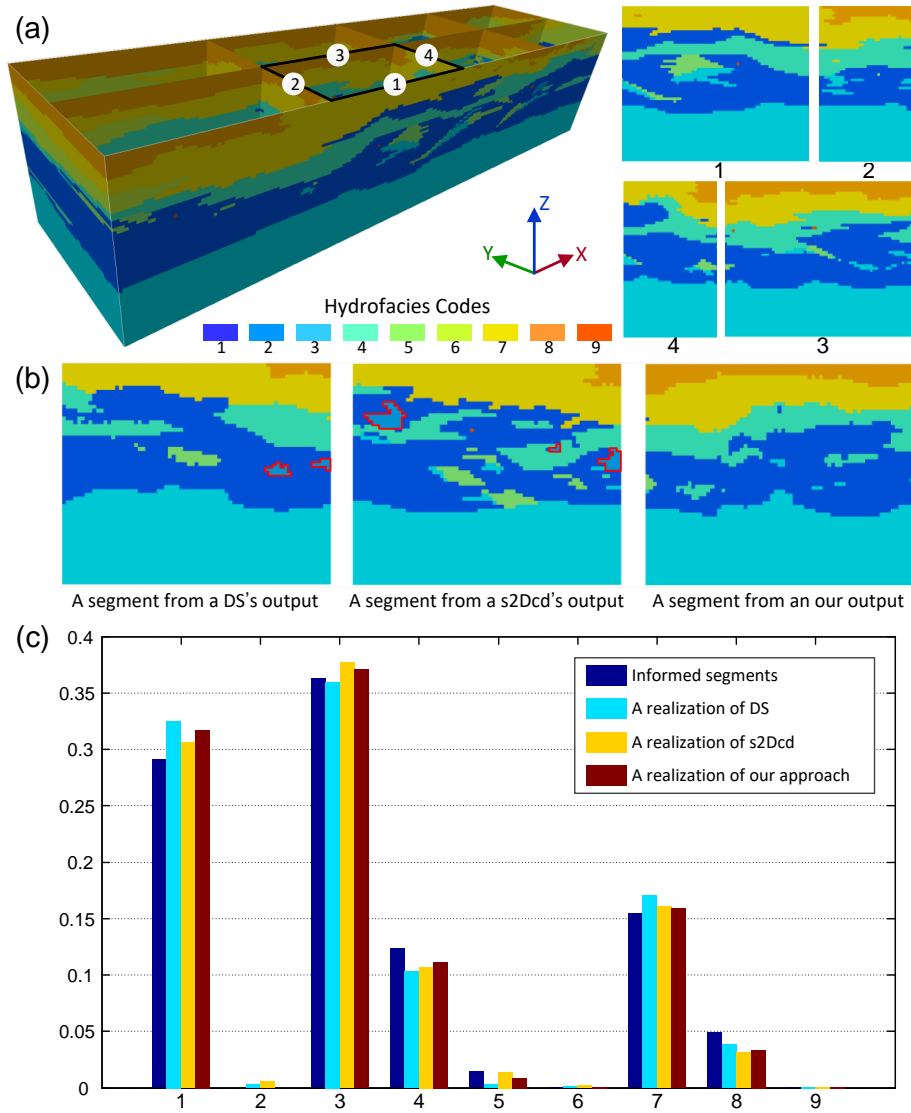 (a)
3
4
2
1
Z
Y
X
Hydrofacies Codes
1 2 3 4 5 6 7 8 9
1
2
4
3
(b)
A segment from a DS's output
A segment from a s2Dcd's output
A segment from an our output
(c)
0.4
0.35
0.3
0.25
0.2
0.15
0.1
0.05
0
Informed segments
A realization of DS
A realization of s2Dcd
A realization of our approach
1 2 3 4 5 6 7 8 9